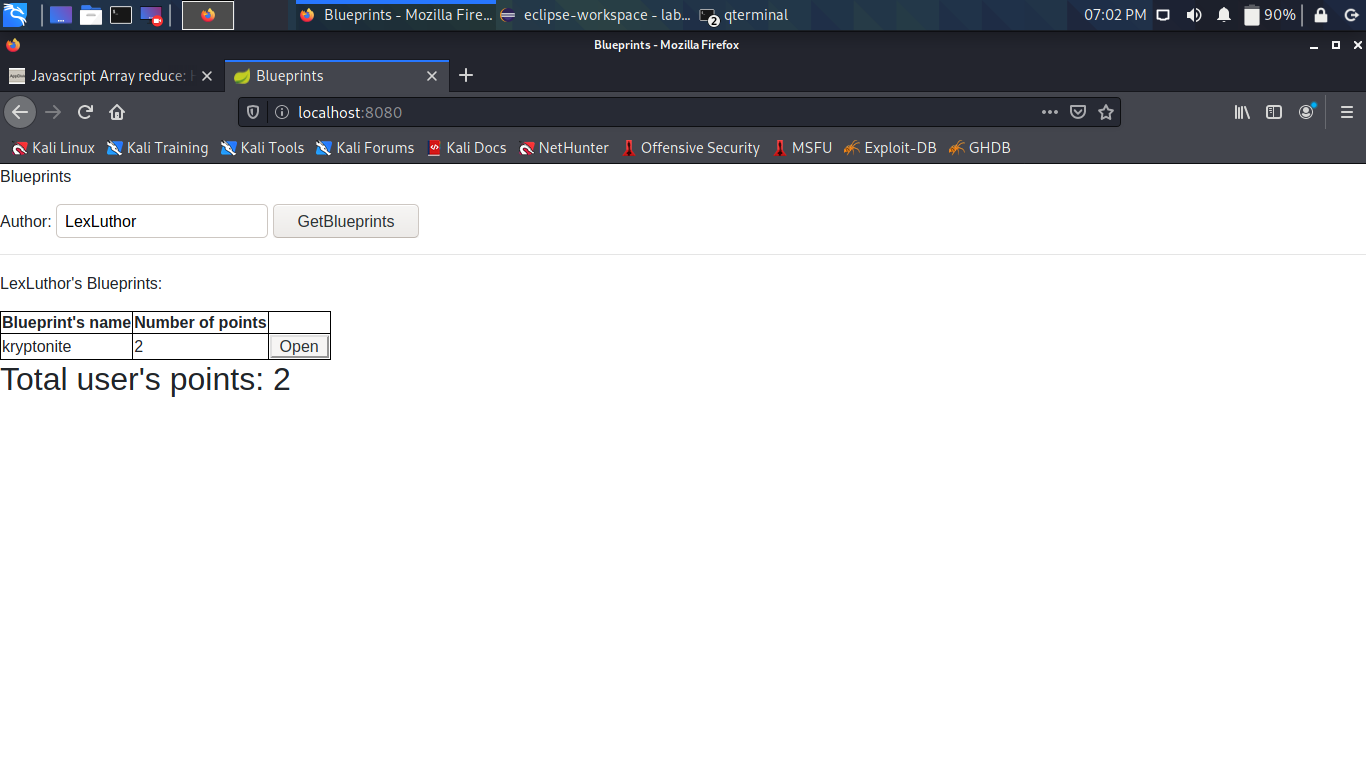 Blueprints - Mozilla Fire... eclipse-workspace - lab... 2 qterminal 07:02 PM 90%
Blueprints - Mozilla Firefox
Javascript Array reduce: Blueprints
localhost:8080
Kali Linux Kali Training Kali Tools Kali Forums Kali Docs NetHunter Offensive Security MSFU Exploit-DB GHDB
Blueprints
Author: LexLuthor GetBlueprints
LexLuthor's Blueprints:
Blueprint's name Number of points
kryptonite 2 Open
Total user's points: 2